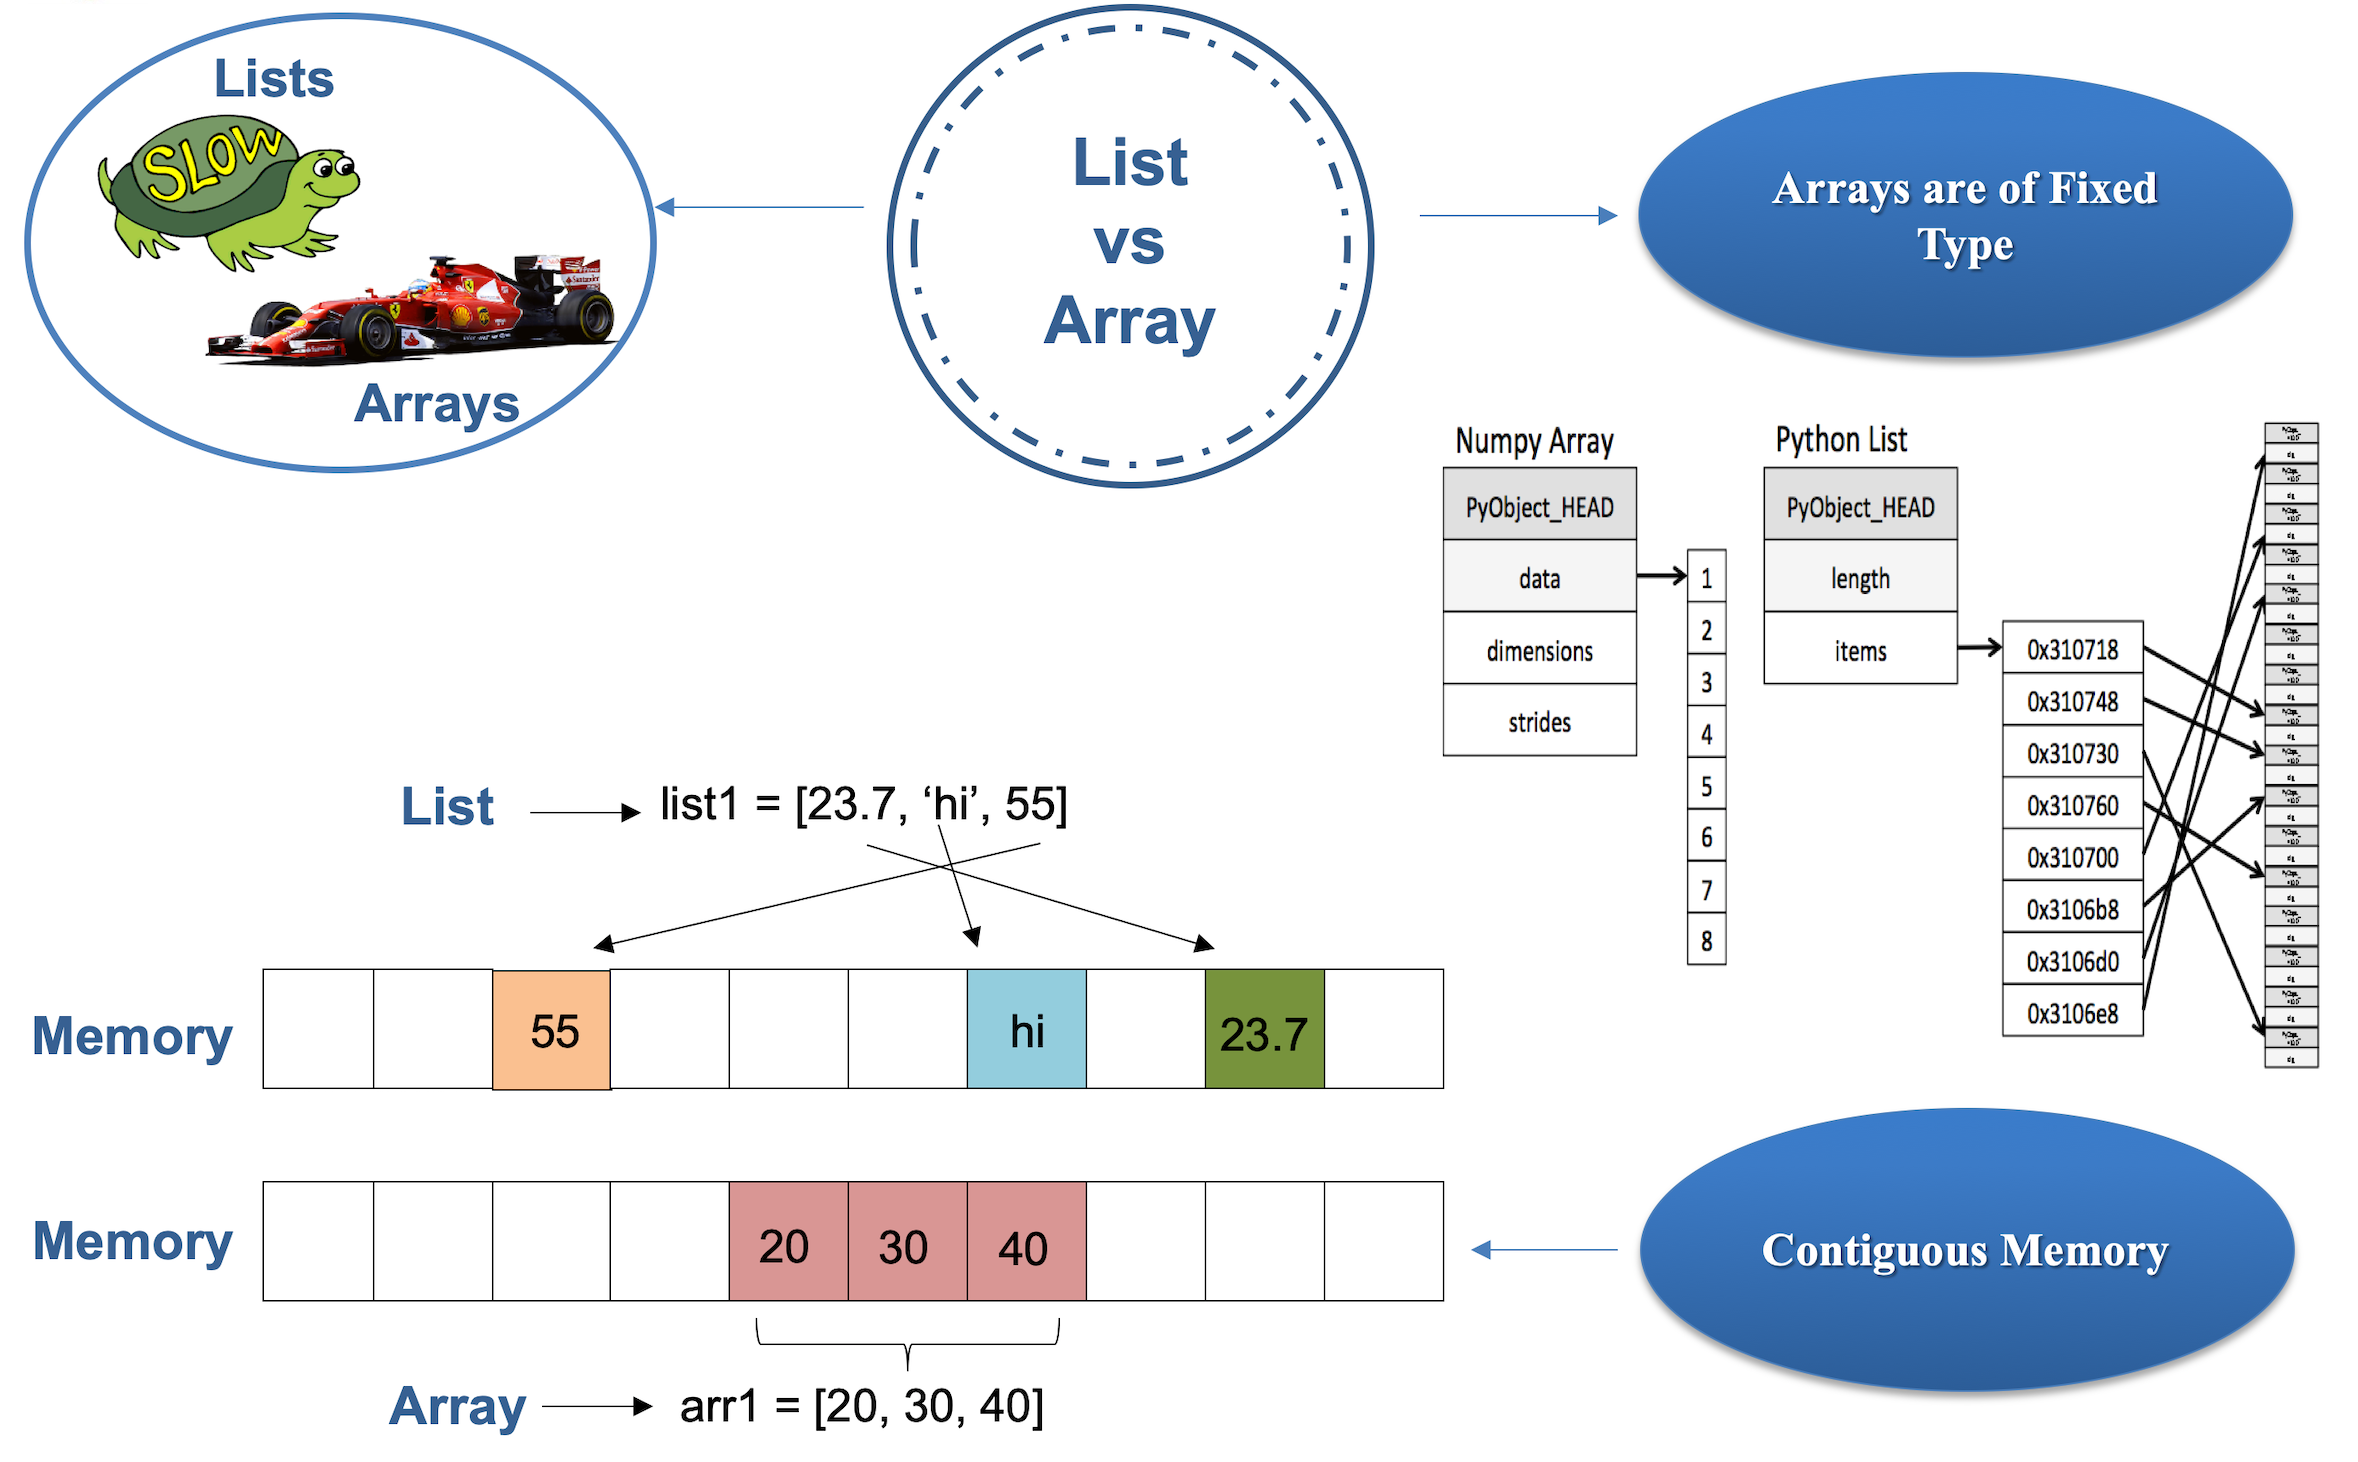 Lists
SLOW
Arrays
List
vs
Array
Arrays are of Fixed
Type
Numpy Array
PyObject_HEAD
data
dimensions
strides
1
2
3
4
5
6
7
8
Python List
PyObject_HEAD
length
items
0x310718
0x310748
0x310730
0x310760
0x310700
0x3106b8
0x3106d0
0x3106e8
List
list1 = [23.7, ‘hi’, 55]
Memory
55
hi
23.7
Memory
20
30
40
Contiguous Memory
Array
arr1 = [20, 30, 40]